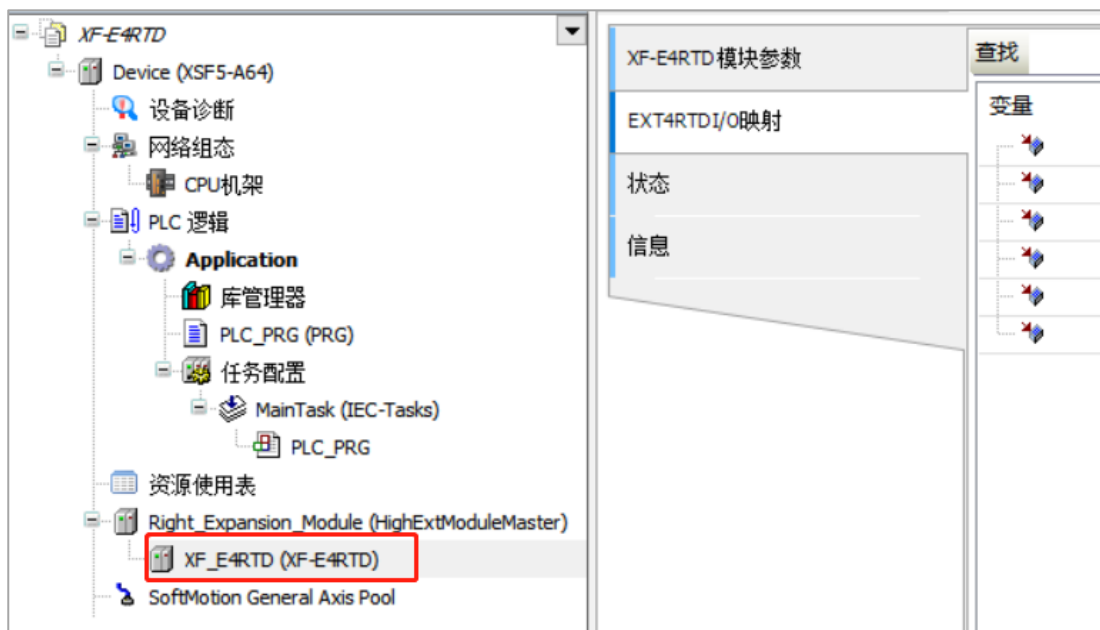 XF-E4RTD
Device (XSF5-A64)
设备诊断
网络组态
CPU机架
PLC 逻辑
Application
库管理器
PLC_PRG (PRG)
任务配置
MainTask (IEC-Tasks)
PLC_PRG
资源使用表
Right_Expansion_Module (HighExtModuleMaster)
XF_E4RTD (XF-E4RTD)
SoftMotion General Axis Pool
XF-E4RTD模块参数
EXT4RTDI/O映射
状态
信息
查找
变量